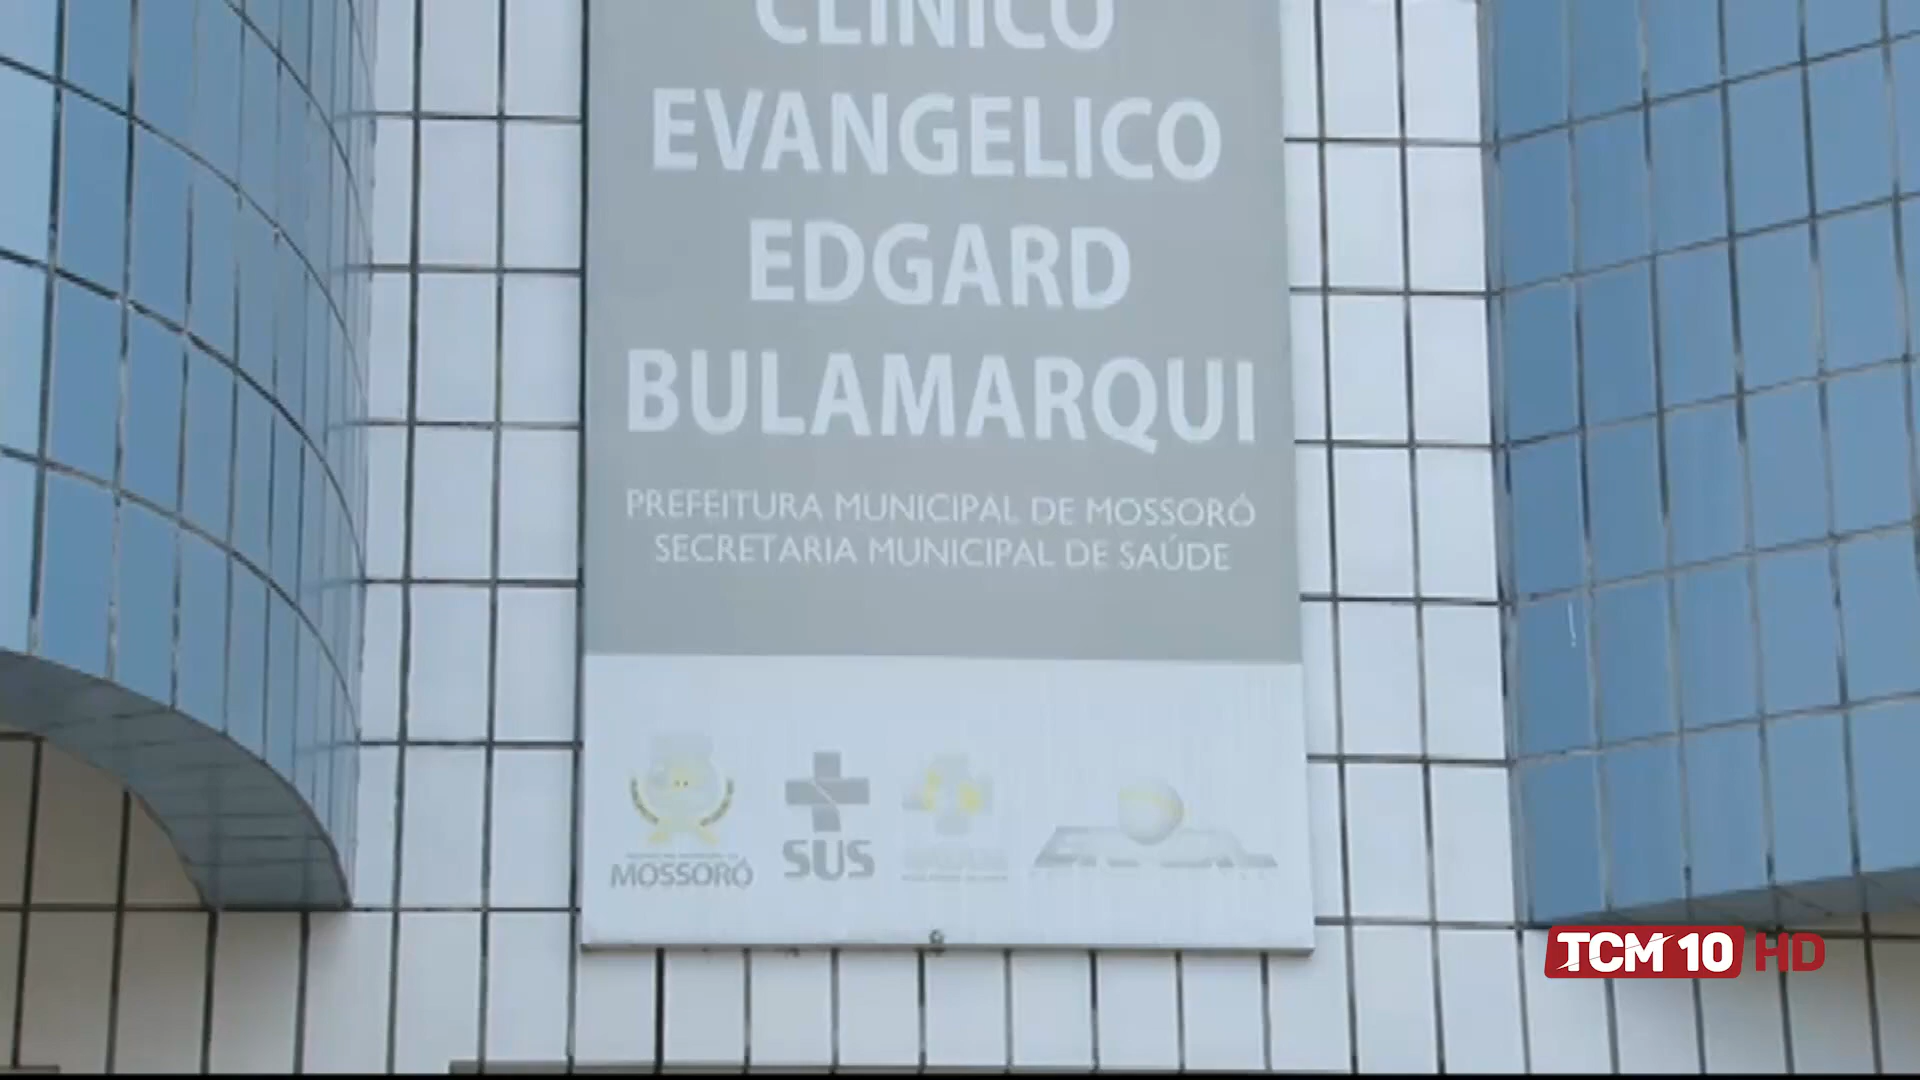 CLINICO
EVANGELICO
EDGARD
BULAMARQUI
PREFEITURA MUNICIPAL DE MOSSORÓ
SECRETARIA MUNICIPAL DE SAÚDE
MOSSORÓ
SUS
TCM 10 HD